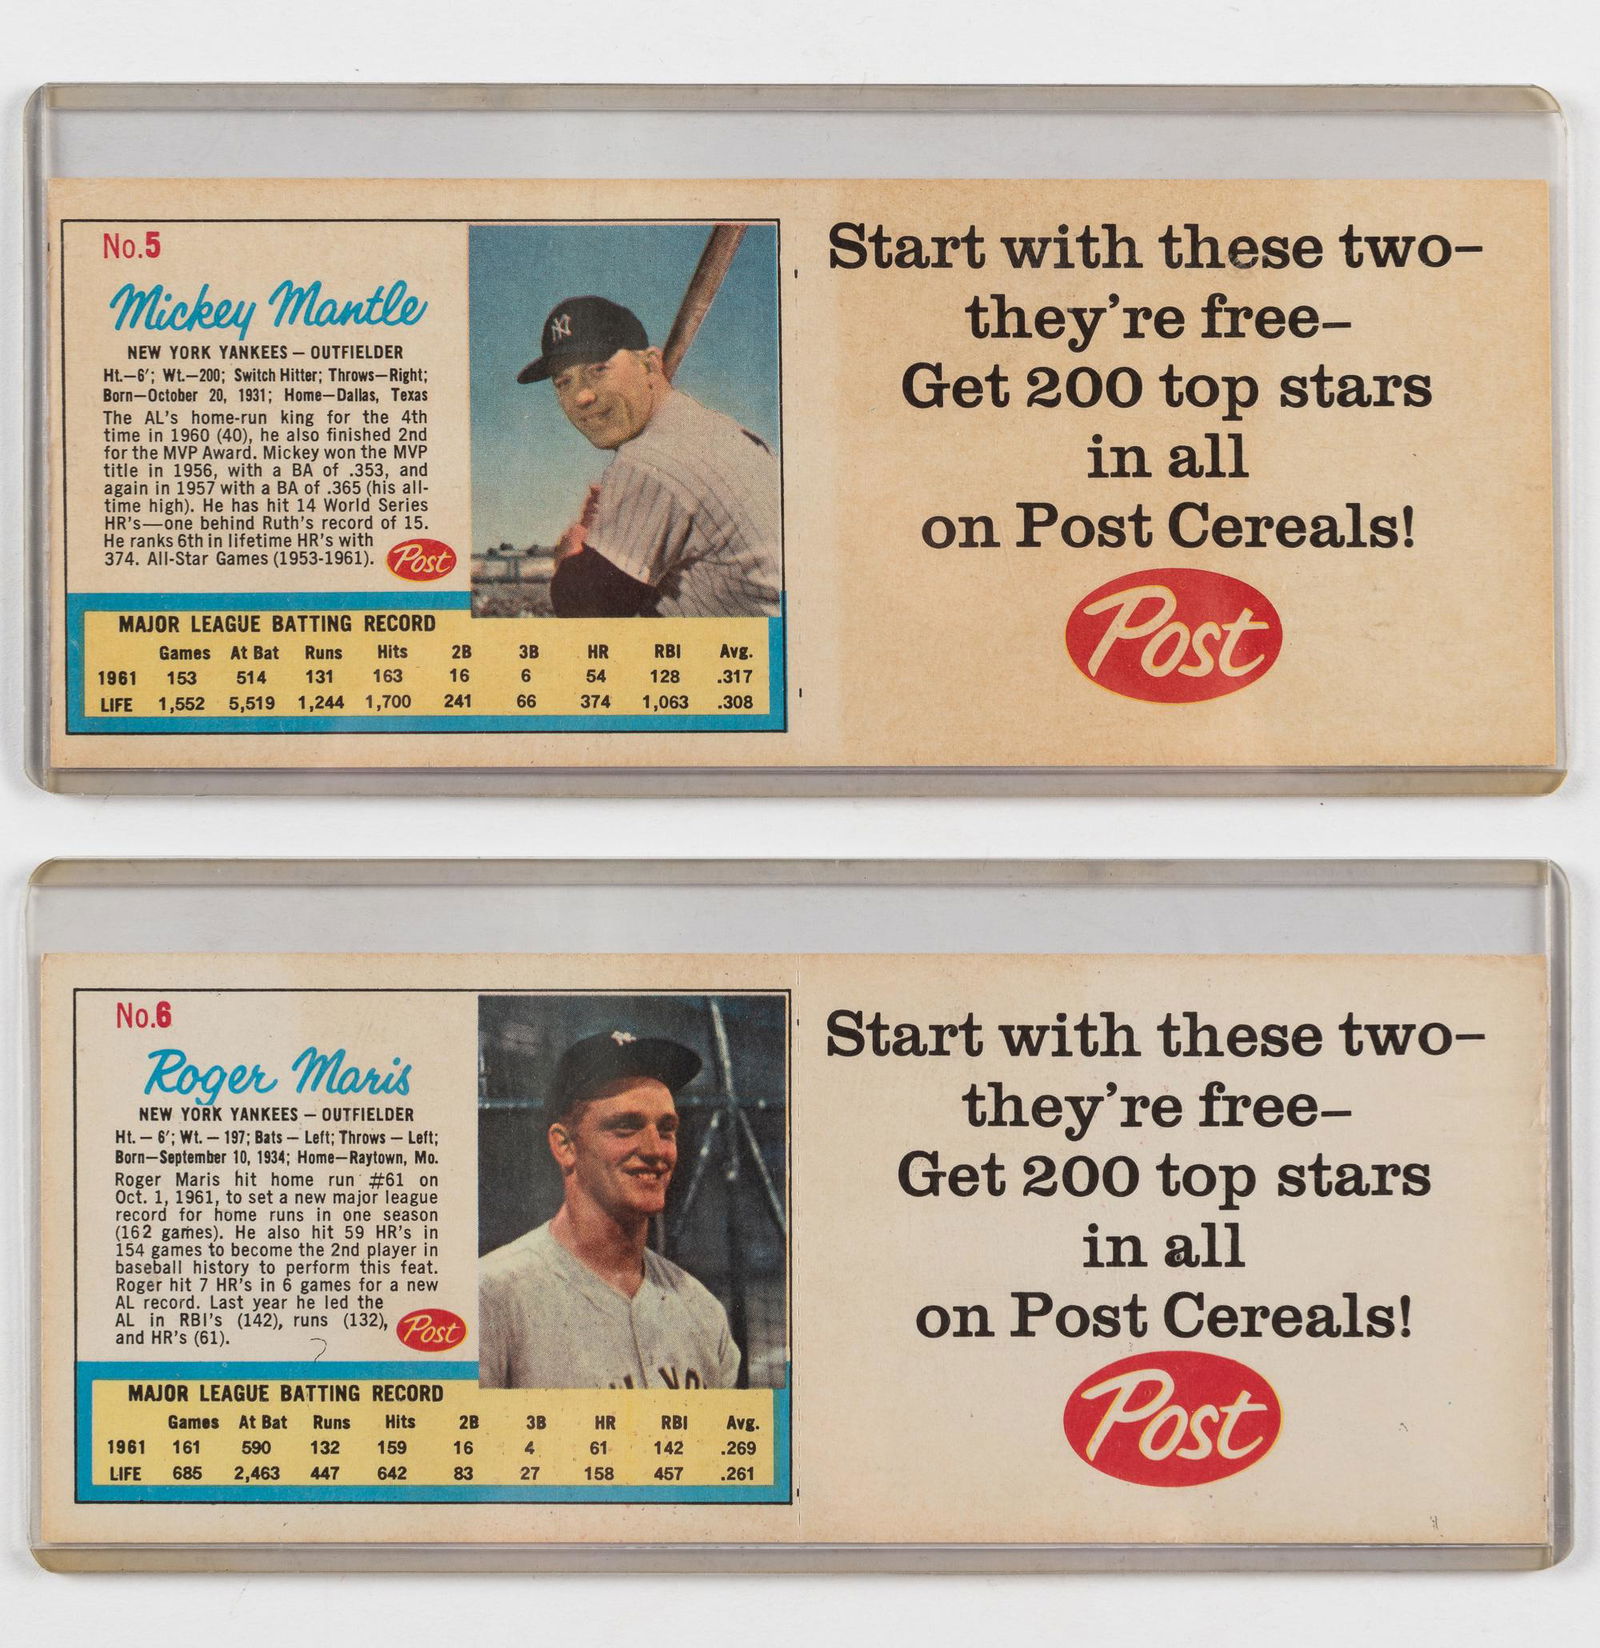 No.5
Mickey Mantle
NEW YORK YANKEES – OUTFIELDER
Ht.—6'; Wt.—200; Switch Hitter; Throws—Right;
Born—October 20, 1931; Home—Dallas, Texas
The AL's home-run king for the 4th
time in 1960 (40), he also finished 2nd
for the MVP Award. Mickey won the MVP
title in 1956, with a BA of .353, and
again in 1957 with a BA of .365 (his all-
time high). He has hit 14 World Series
HR's—one behind Ruth's record of 15.
He ranks 6th in lifetime HR's with
374. All-Star Games (1953-1961).
Post
MAJOR LEAGUE BATTING RECORD
Games At Bat Runs Hits 2B 3B HR RBI Avg.
1961 153 514 131 163 16 6 54 128 .317
LIFE 1,552 5,519 1,244 1,700 241 66 374 1,063 .308
NY
Start with these two–
they're free–
Get 200 top stars
in all
on Post Cereals!
Post
No.6
Roger Maris
NEW YORK YANKEES – OUTFIELDER
Ht. — 6'; Wt. — 197; Bats — Left; Throws — Left;
Born—September 10, 1934; Home—Raytown, Mo.
Roger Maris hit home run #61 on
Oct. 1, 1961, to set a new major league
record for home runs in one season
(162 games). He also hit 59 HR's in
154 games to become the 2nd player in
baseball history to perform this feat.
Roger hit 7 HR's in 6 games for a new
AL record. Last year he led the
AL in RBI's (142), runs (132),
and HR's (61).
Post
MAJOR LEAGUE BATTING RECORD
Games At Bat Runs Hits 2B 3B HR RBI Avg.
1961 161 590 132 159 16 4 61 142 .269
LIFE 685 2,463 447 642 83 27 158 457 .261
Start with these two–
they're free–
Get 200 top stars
in all
on Post Cereals!
Post